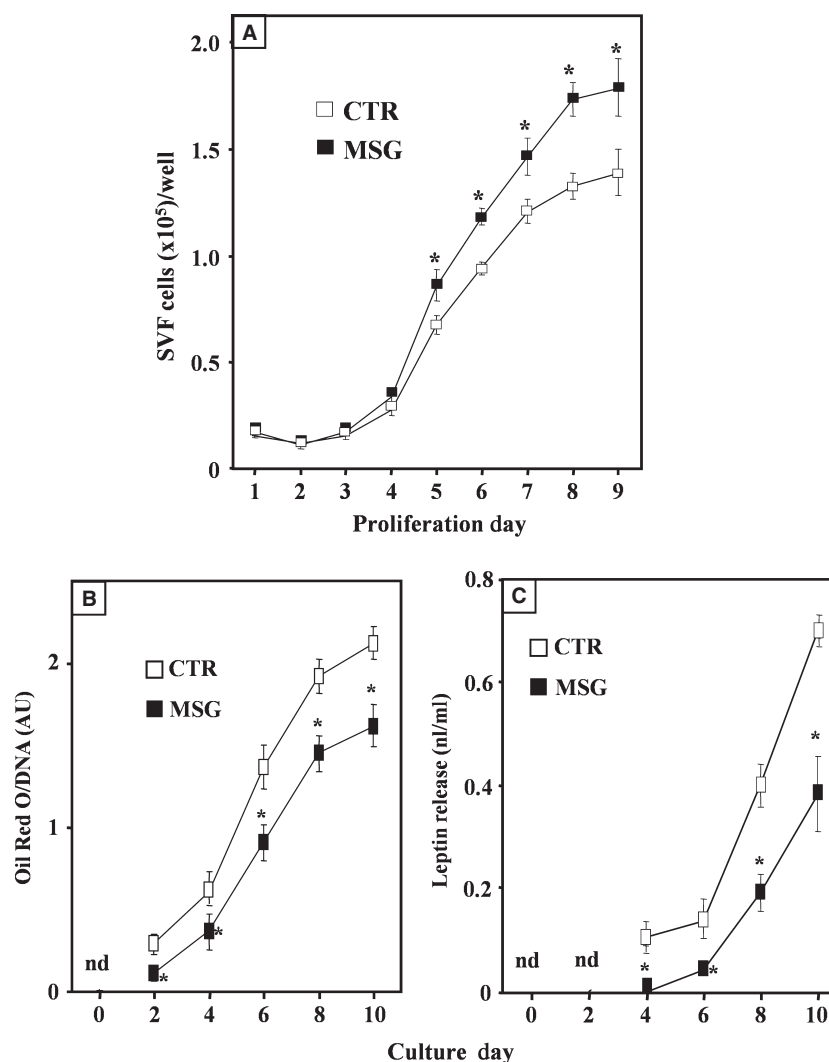 A
2.0
1.5
1.0
0.5
0
SVF cells (x10⁵)/well
CTR
MSG
*
*
*
*
*
1 2 3 4 5 6 7 8 9
Proliferation day
B
2
1
0
Oil Red O/DNA (AU)
CTR
MSG
nd
*
*
*
*
*
0 2 4 6 8 10
C
0.8
0.6
0.4
0.2
0
Leptin release (nl/ml)
CTR
MSG
nd
nd
*
*
*
*
0 2 4 6 8 10
Culture day